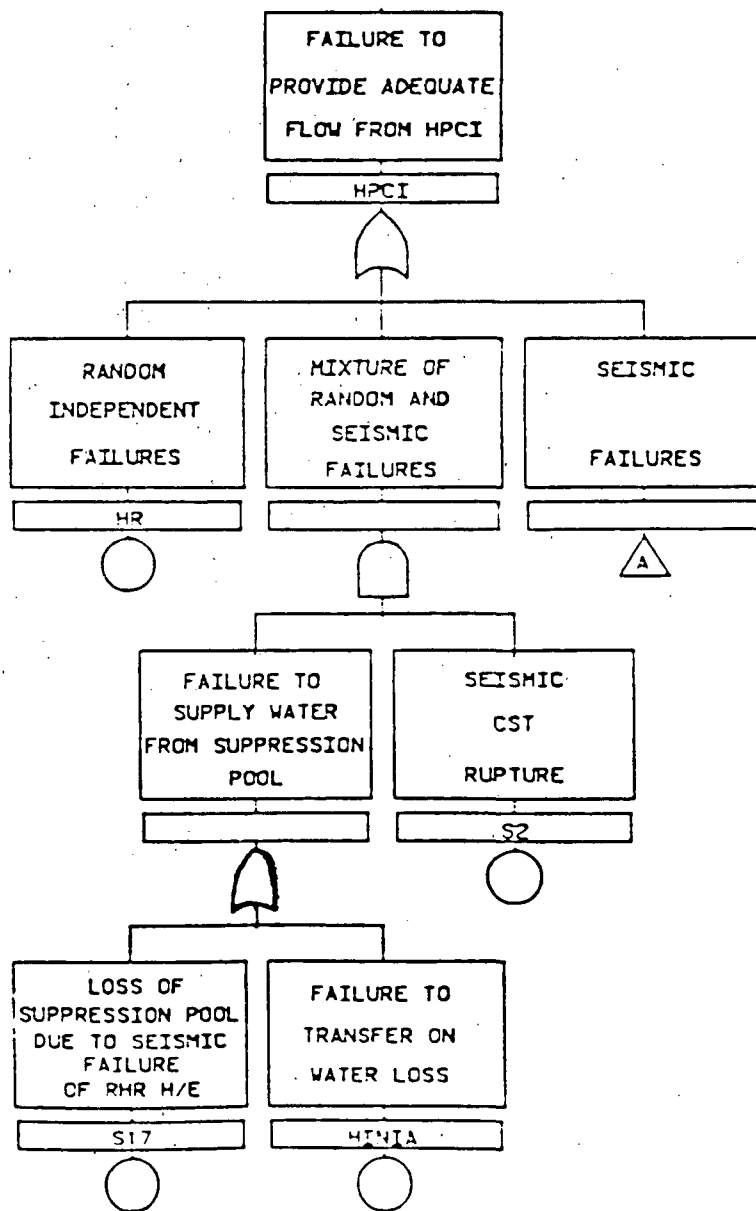 FAILURE TO
PROVIDE ADEQUATE
FLOW FROM HPCI
HPCI
RANDOM
INDEPENDENT
FAILURES
HR
MIXTURE OF
RANDOM AND
SEISMIC
FAILURES
SEISMIC
FAILURES
A
FAILURE TO
SUPPLY WATER
FROM SUPPRESSION
POOL
SEISMIC
CST
RUPTURE
S2
LOSS OF
SUPPRESSION POOL
DUE TO SEISMIC
FAILURE
OF RHR H/E
S17
FAILURE TO
TRANSFER ON
WATER LOSS